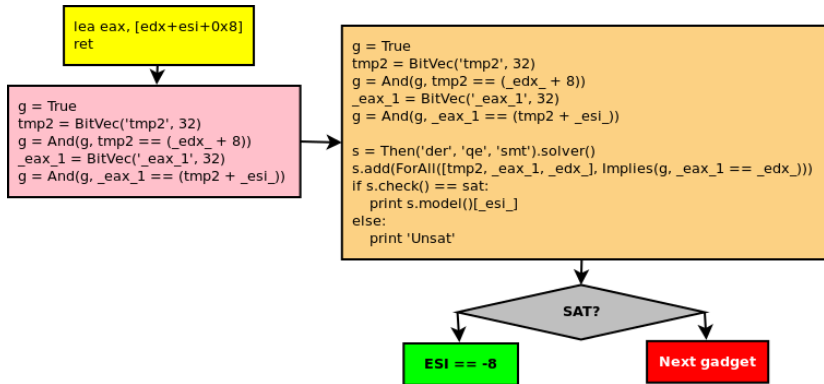 lea eax, [edx+esi+0x8]
ret
g = True
tmp2 = BitVec('tmp2', 32)
g = And(g, tmp2 == (_edx_ + 8))
_eax_1 = BitVec('_eax_1', 32)
g = And(g, _eax_1 == (tmp2 + _esi_))
g = True
tmp2 = BitVec('tmp2', 32)
g = And(g, tmp2 == (_edx_ + 8))
_eax_1 = BitVec('_eax_1', 32)
g = And(g, _eax_1 == (tmp2 + _esi_))
s = Then('der', 'qe', 'smt').solver()
s.add(ForAll([tmp2, _eax_1, _edx_], Implies(g, _eax_1 == _edx_)))
if s.check() == sat:
print s.model()[_esi_]
else:
print 'Unsat'
SAT?
ESI == -8
Next gadget